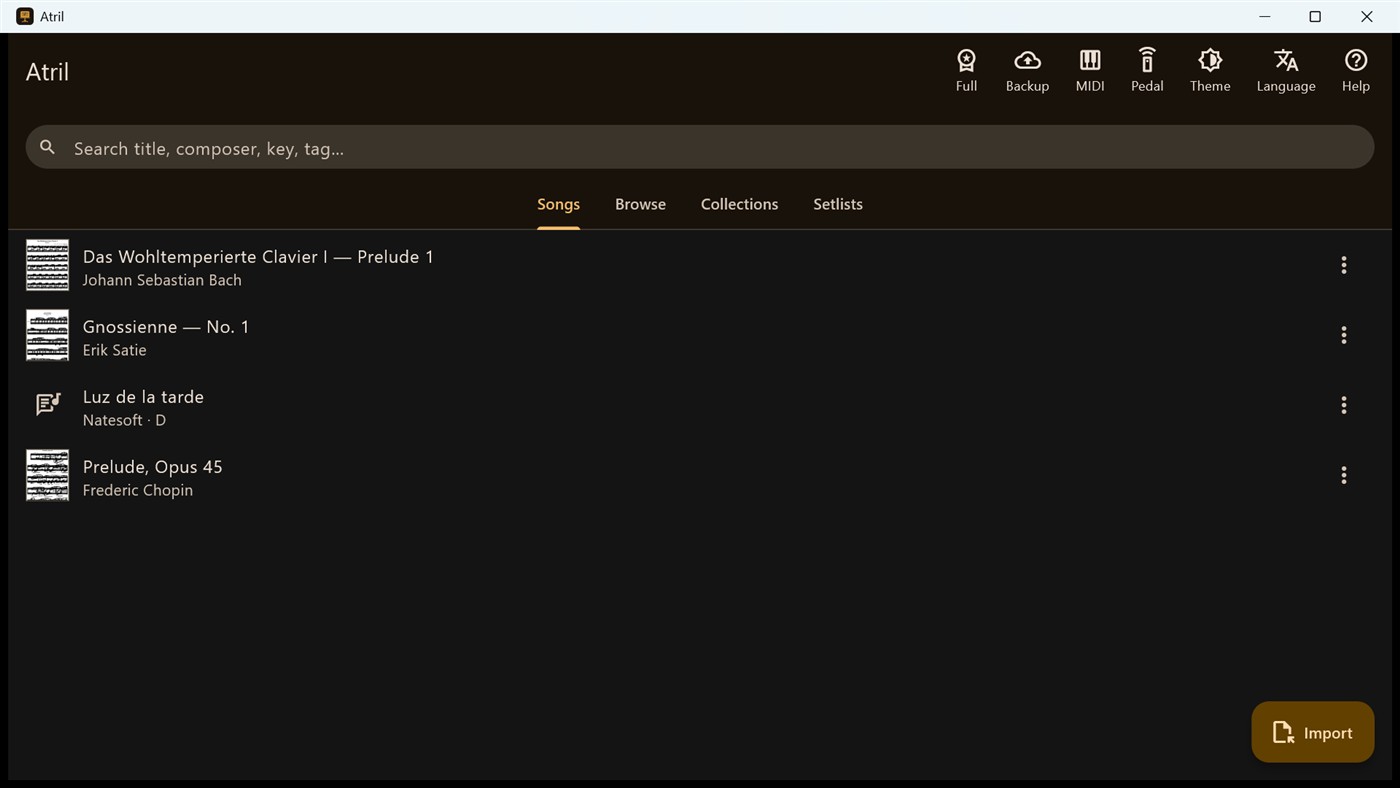 Atril
Atril
Full
Backup
MIDI
Pedal
Theme
Language
Help
Search title, composer, key, tag...
Songs
Browse
Collections
Setlists
Das Wohltemperierte Clavier I — Prelude 1
Johann Sebastian Bach
Gnossienne — No. 1
Erik Satie
Luz de la tarde
Natesoft · D
Prelude, Opus 45
Frederic Chopin
Import